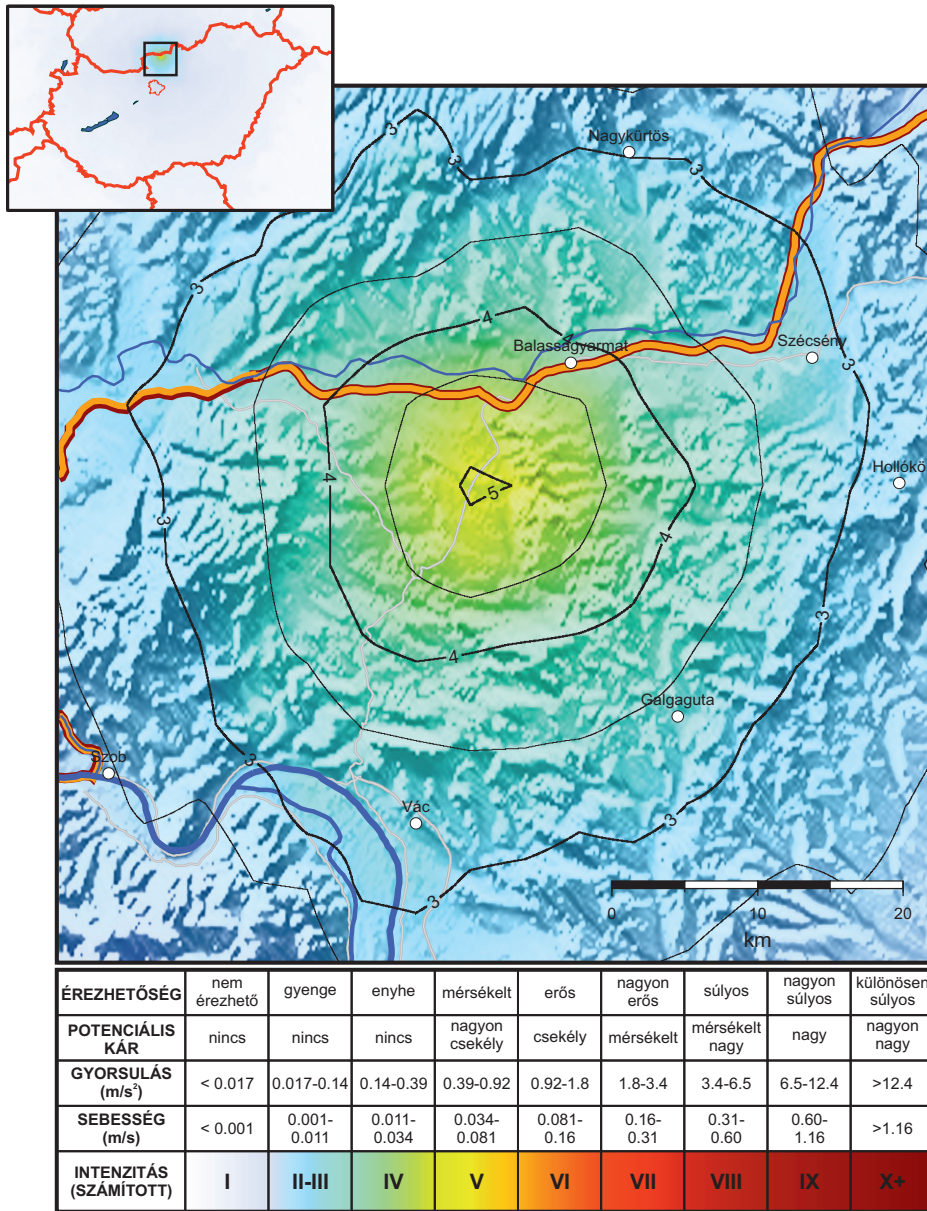 3
3
Nagykürtös
3
3
4
4
Balassagyarmat
Szécsény
3
4
Hollókő
5
3
4
3
4
Galgaguta
3
Szob
Vác
3
3
0 10 20
km
ÉREZHETŐSÉG nem érezhető gyenge enyhe mérsékelt erős nagyon erős súlyos nagyon súlyos különösen súlyos
POTENCIÁLIS KÁR nincs nincs nincs nagyon csekély csekély mérsékelt mérsékelt nagy nagy nagyon nagy
GYORSULÁS (m/s²) < 0.017 0.017-0.14 0.14-0.39 0.39-0.92 0.92-1.8 1.8-3.4 3.4-6.5 6.5-12.4 >12.4
SEBESSÉG (m/s) < 0.001 0.001-0.011 0.011-0.034 0.034-0.081 0.081-0.16 0.16-0.31 0.31-0.60 0.60-1.16 >1.16
INTENZITÁS (SZÁMÍTOTT) I II-III IV V VI VII VIII IX X+